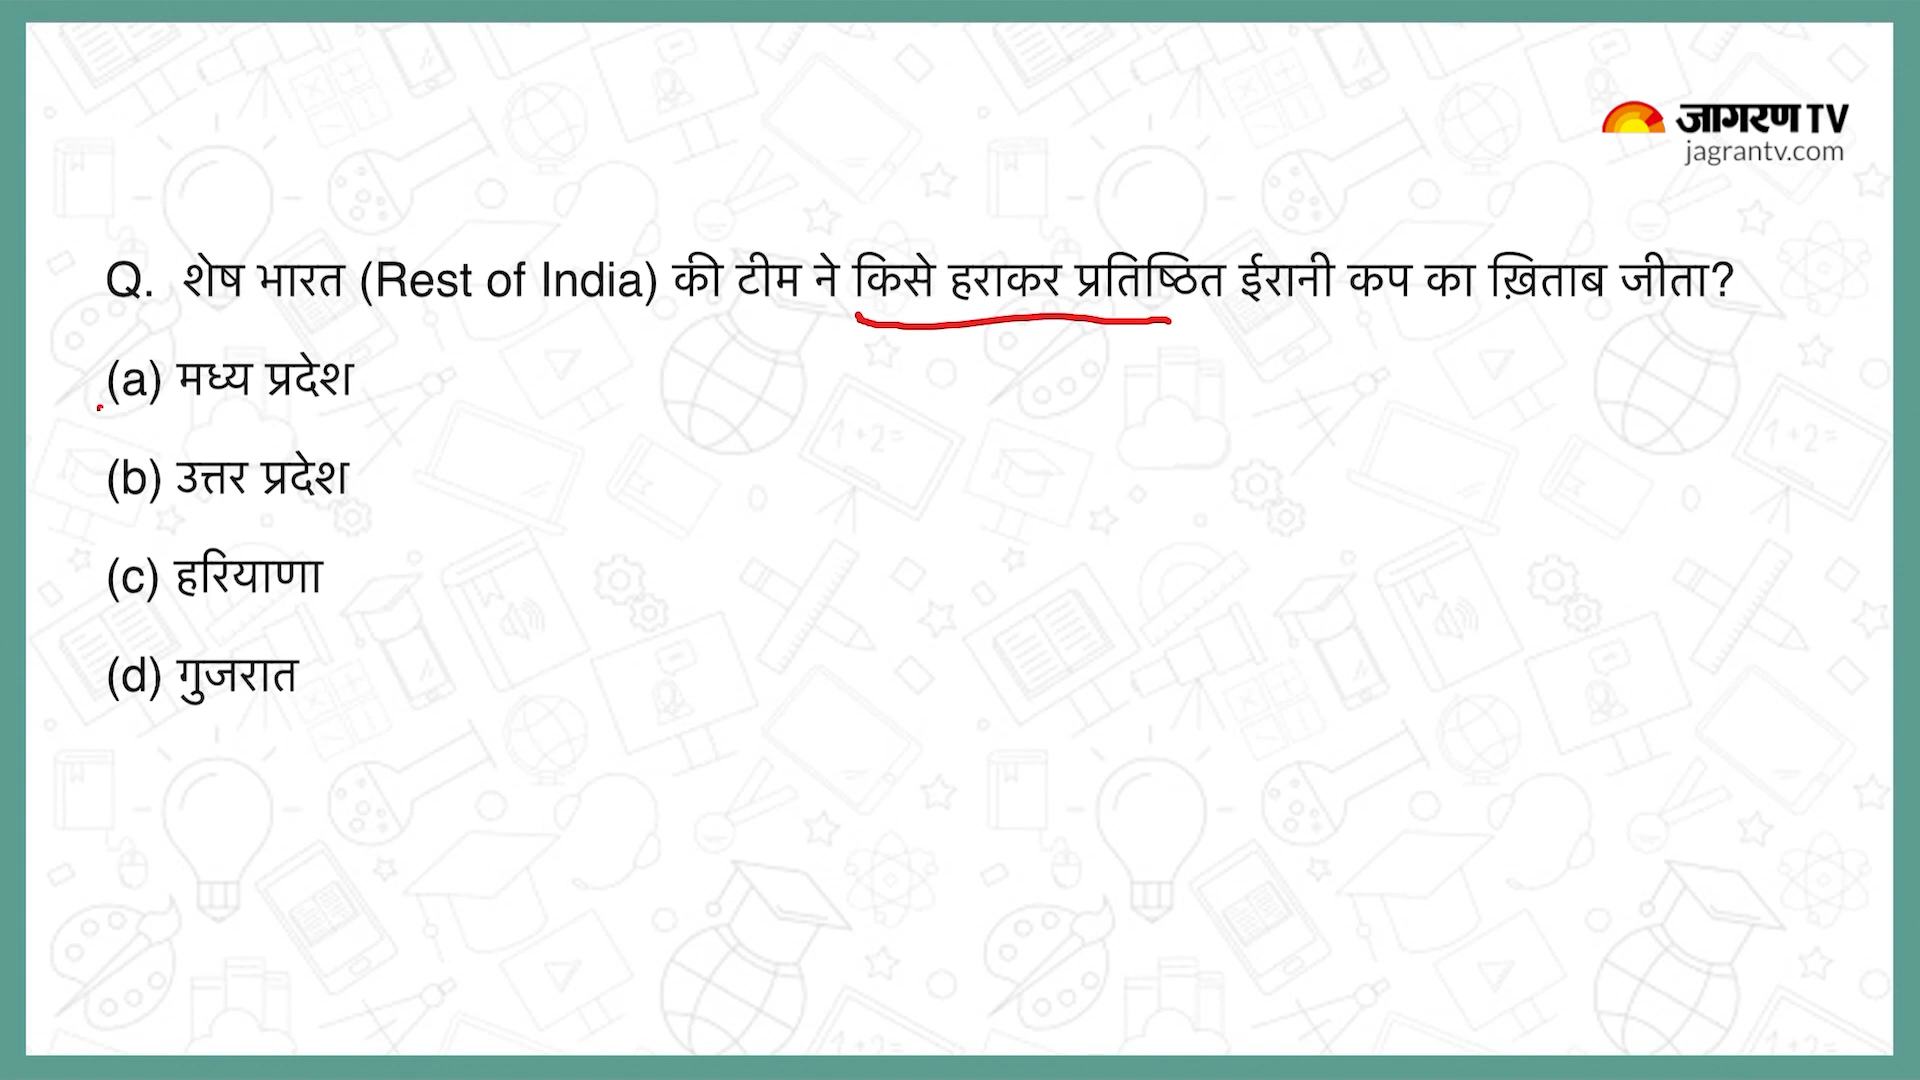 जागरण TV
jagrantv.com
Q. शेष भारत (Rest of India) की टीम ने किसे हराकर प्रतिष्ठित ईरानी कप का ख़िताब जीता?
(a) मध्य प्रदेश
(b) उत्तर प्रदेश
(c) हरियाणा
(d) गुजरात